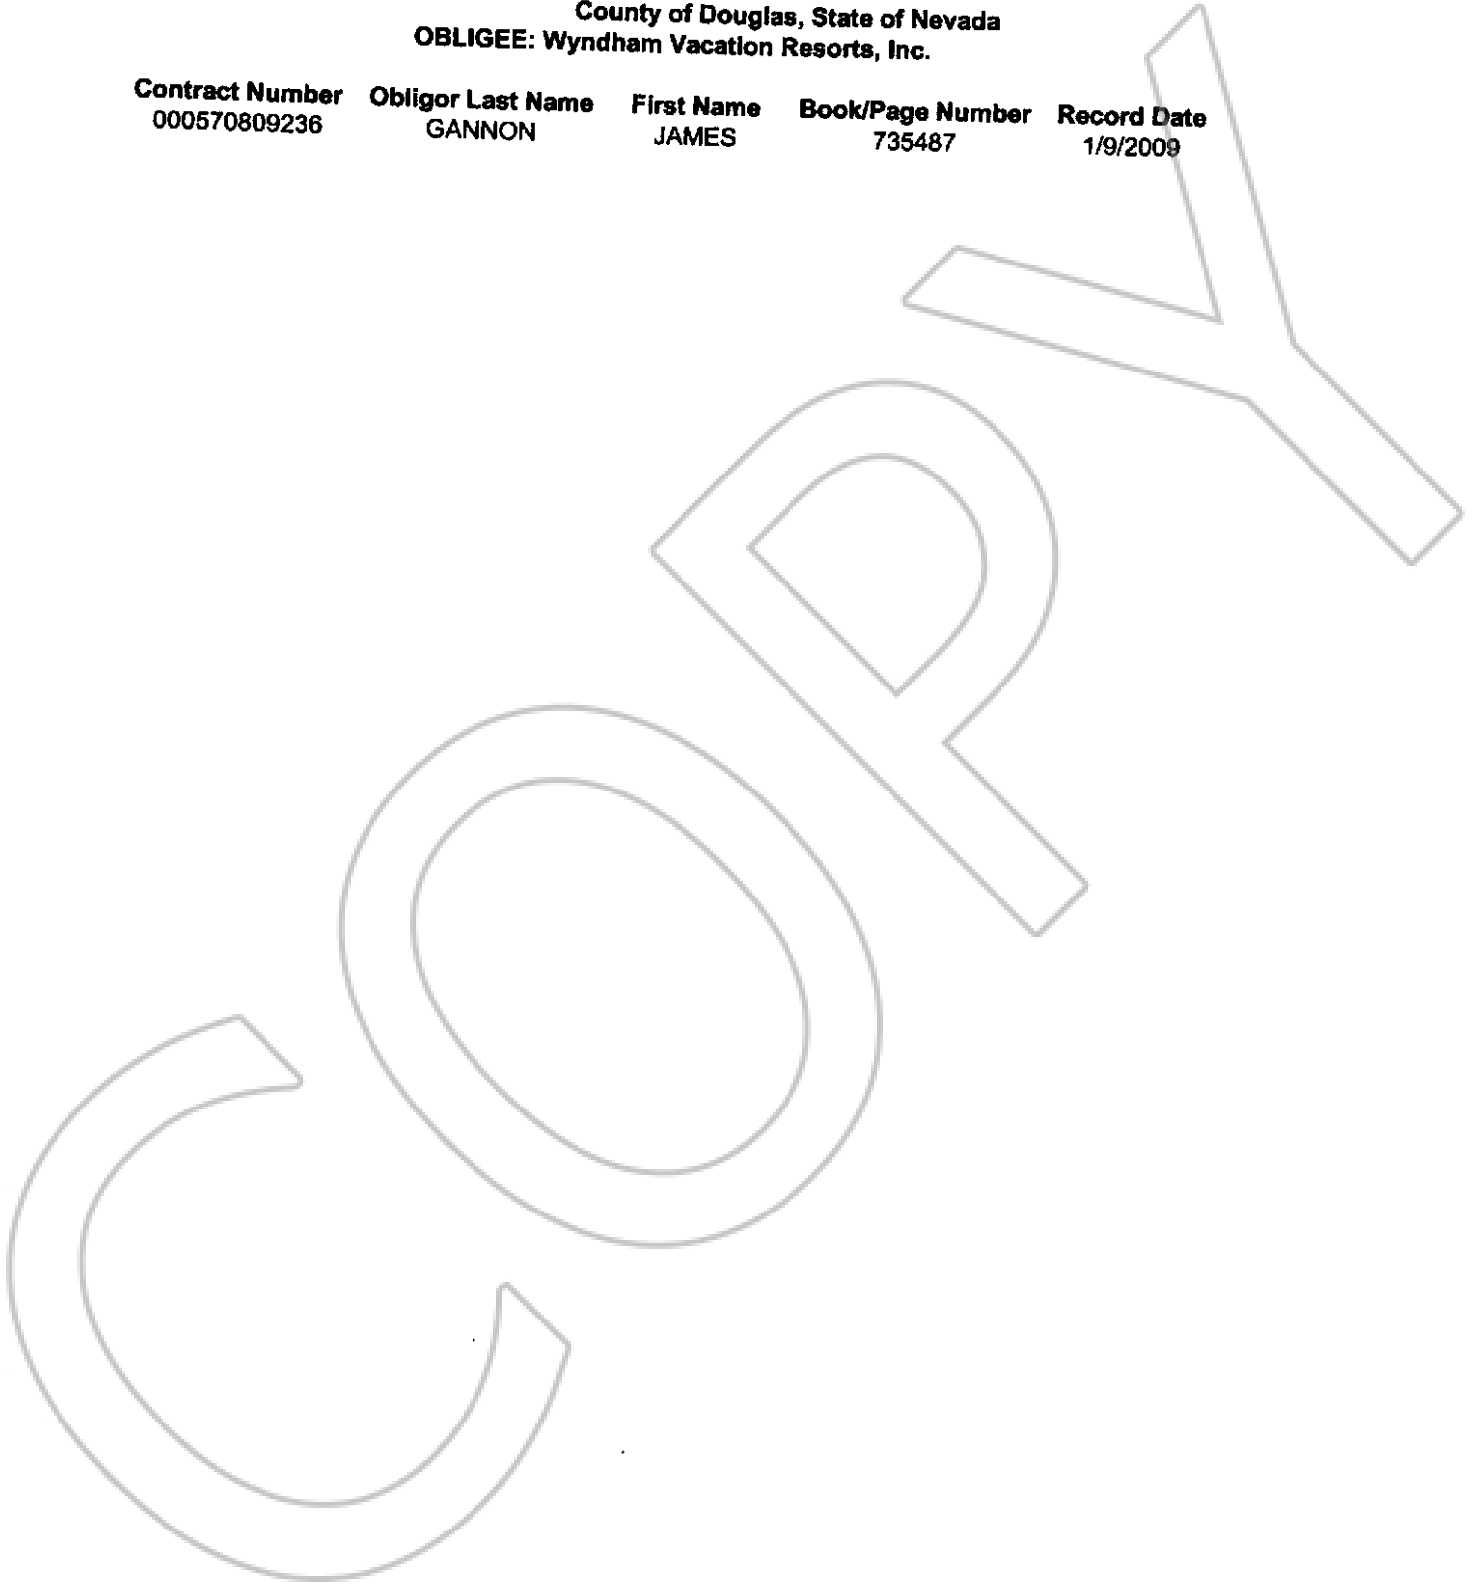 County of Douglas, State of Nevada
OBLIGEE: Wyndham Vacation Resorts, Inc.
Contract Number Obligor Last Name First Name Book/Page Number Record Date
000570809236 GANNON JAMES 735487 1/9/2009
COPY